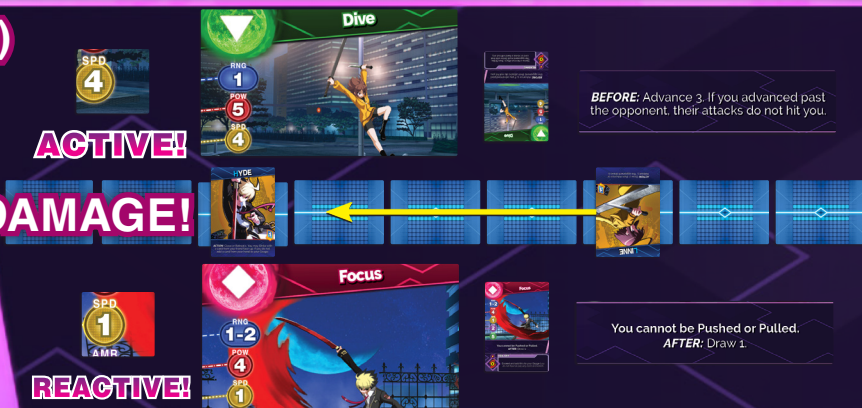 )
Dive
SPD
4
RNG
1
POW
5
SPD
4
BEFORE: Advance 3. If you advanced past
the opponent, their attacks do not hit you.
ACTIVE!
HYDE
DAMAGE!
LINNE
Focus
SPD
1
RNG
1-2
POW
4
SPD
1
Focus
You cannot be Pushed or Pulled.
AFTER: Draw 1.
REACTIVE!